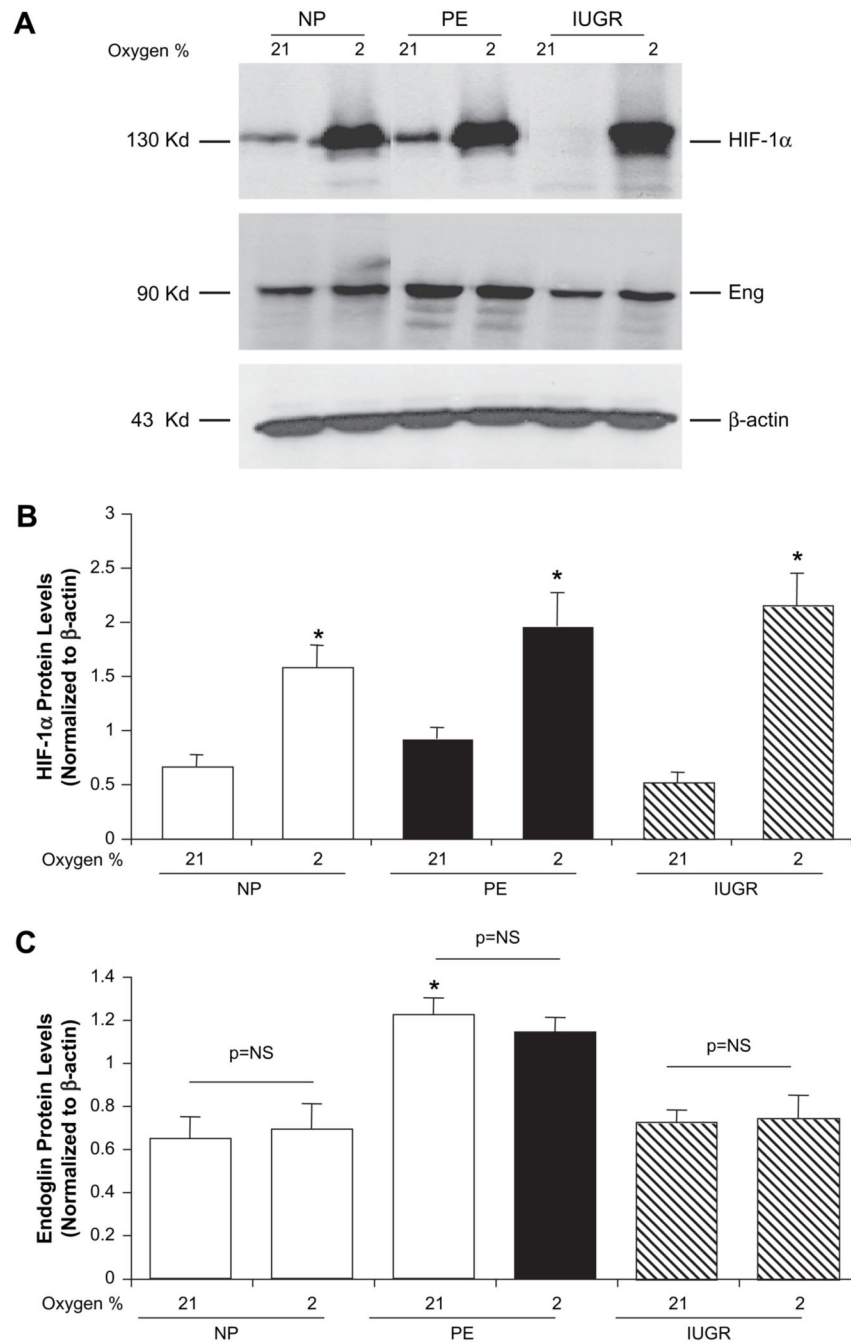 A
NP PE IUGR
Oxygen % 21 2 21 2 21 2
130 Kd HIF-1α
90 Kd Eng
43 Kd β-actin
B
HIF-1α Protein Levels
(Normalized to β-actin)
3
2.5
2
1.5
1
0.5
0
* * *
Oxygen % 21 2 21 2 21 2
NP PE IUGR
C
Endoglin Protein Levels
(Normalized to β-actin)
p=NS
1.4
1.2
1
0.8
0.6
0.4
0.2
0
*
p=NS p=NS
Oxygen % 21 2 21 2 21 2
NP PE IUGR